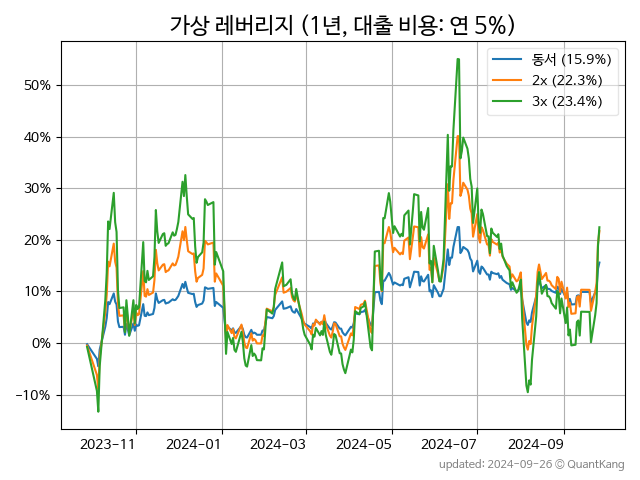 가상 레버리지 (1년, 대출 비용: 연 5%)
동서 (15.9%)
2x (22.3%)
3x (23.4%)
50%
40%
30%
20%
10%
0%
−10%
2023-11 2024-01 2024-03 2024-05 2024-07 2024-09
updated: 2024-09-26 © QuantKang